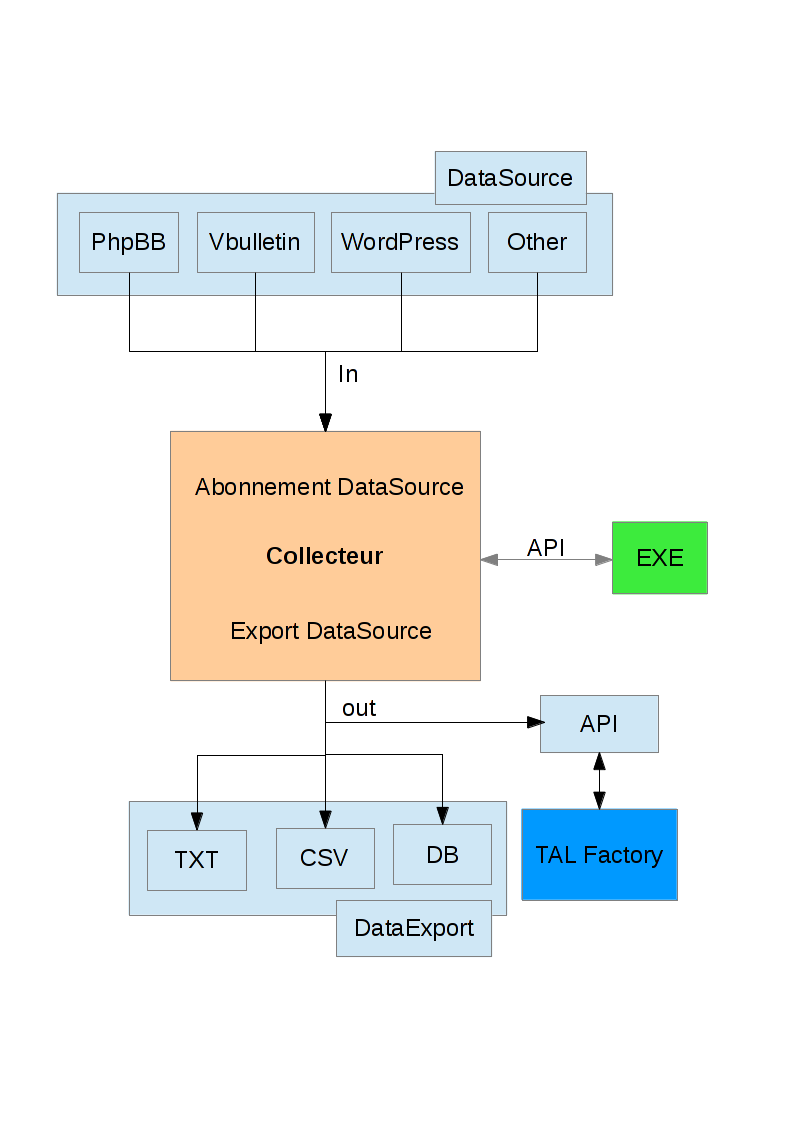 DataSource
PhpBB
Vbulletin
WordPress
Other
In
Abonnement DataSource
Collecteur
API
EXE
Export DataSource
out
API
TXT
CSV
DB
TAL Factory
DataExport